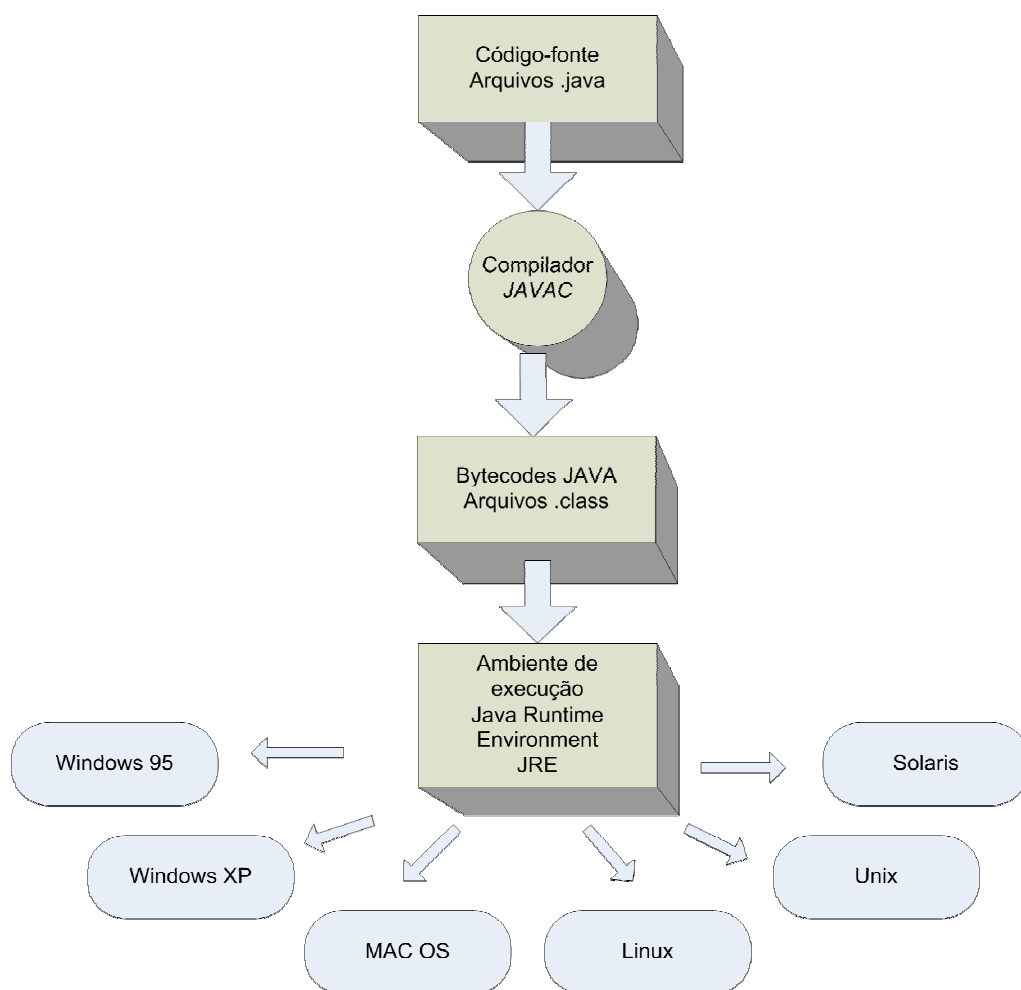 Código-fonte
Arquivos .java
Compilador
JAVAC
Bytecodes JAVA
Arquivos .class
Ambiente de
execução
Java Runtime
Environment
JRE
Windows 95
Solaris
Windows XP
Unix
MAC OS
Linux